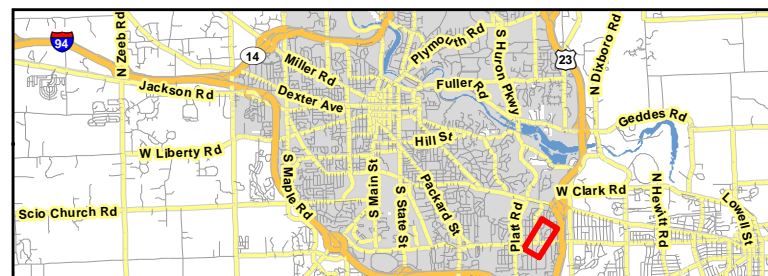 94
N Zeeb Rd
14
Miller Rd
Plymouth Rd
S Huron Pkwy
23
N Dixboro Rd
Jackson Rd
Dexter Ave
Fuller Rd
Geddes Rd
W Liberty Rd
Hill St
S Maple Rd
S Main St
S State St
Packard St
Platt Rd
W Clark Rd
N Hewitt Rd
Lowell St
Scio Church Rd